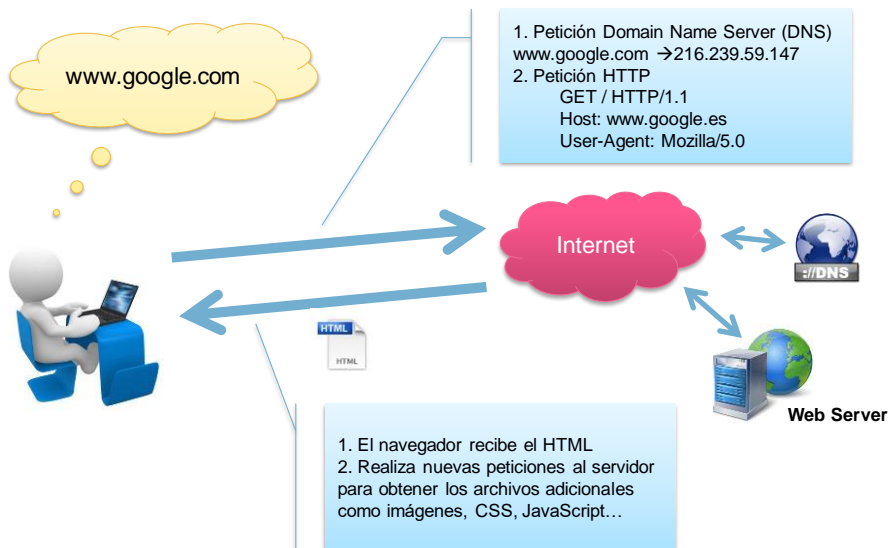 www.google.com
1. Petición Domain Name Server (DNS)
www.google.com →216.239.59.147
2. Petición HTTP
GET / HTTP/1.1
Host: www.google.es
User-Agent: Mozilla/5.0
Internet
://DNS
HTML
HTML
Web Server
1. El navegador recibe el HTML
2. Realiza nuevas peticiones al servidor
para obtener los archivos adicionales
como imágenes, CSS, JavaScript…